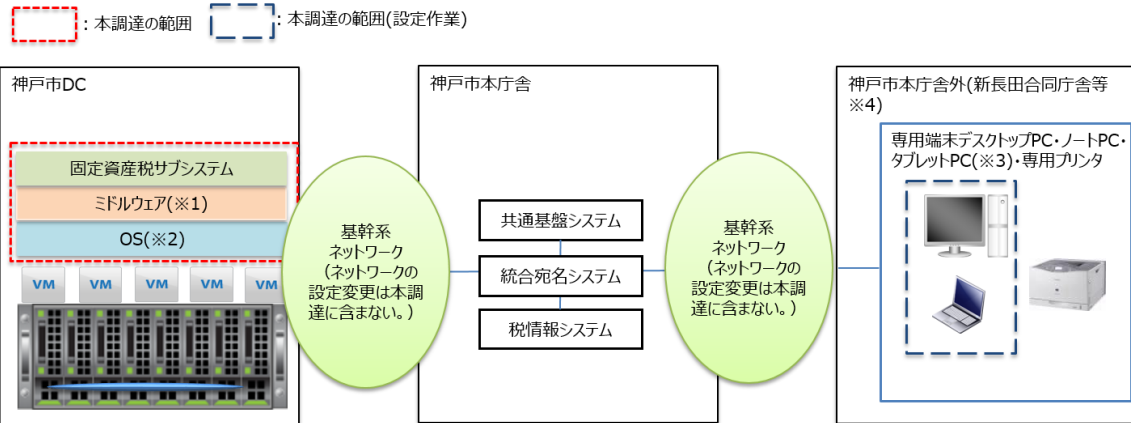 ：本調達の範囲
：本調達の範囲(設定作業)
神戸市DC
固定資産税サブシステム
ミドルウェア(※1)
OS(※2)
VM
VM
VM
VM
VM
基幹系
ネットワーク
（ネットワークの
設定変更は本調
達に含まない。）
神戸市本庁舎
共通基盤システム
統合宛名システム
税情報システム
基幹系
ネットワーク
（ネットワークの
設定変更は本調
達に含まない。）
神戸市本庁舎外(新長田合同庁舎等
※4)
専用端末デスクトップPC・ノートPC・
タブレットPC(※3)・専用プリンタ